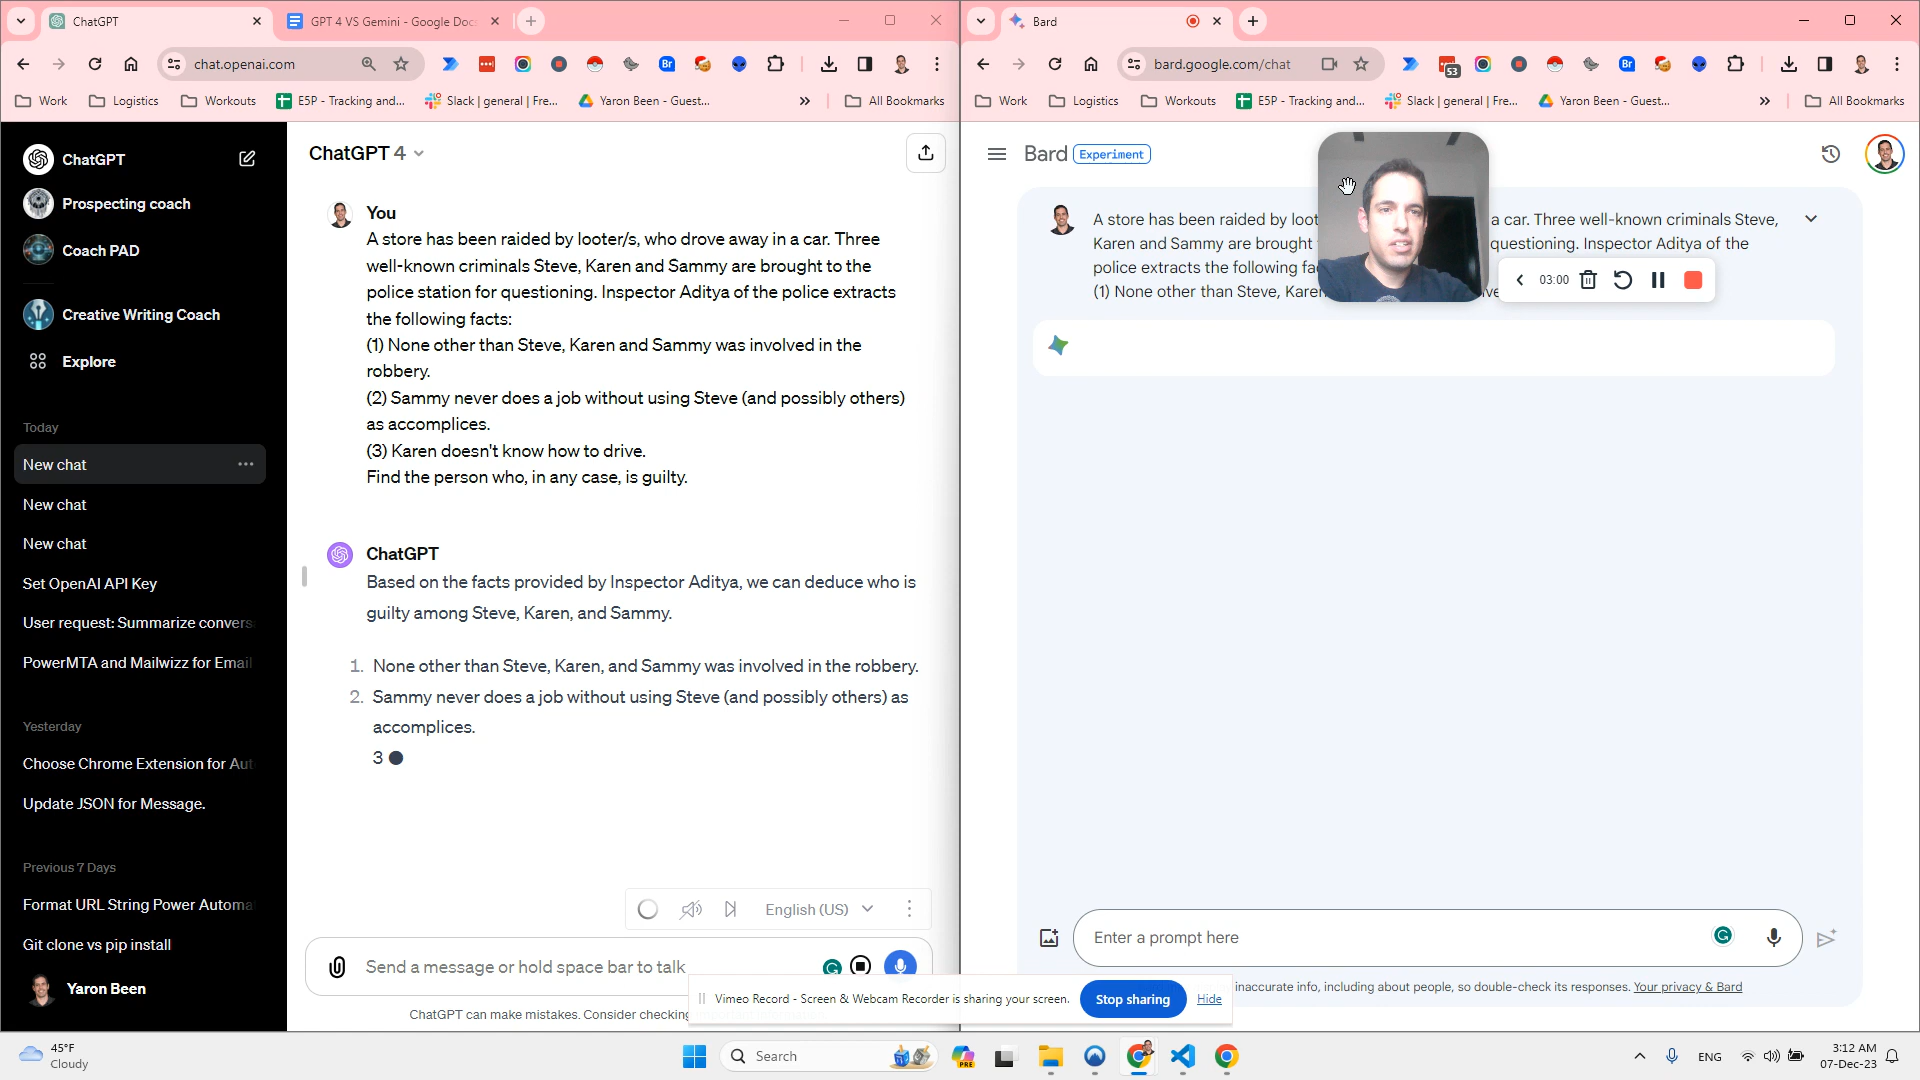 ChatGPT
GPT 4 VS Gemini - Google Doc
Bard
chat.openai.com
bard.google.com/chat
53
Work
Logistics
Workouts
E5P - Tracking and...
Slack | general | Fre...
Yaron Been - Guest...
All Bookmarks
Work
Logistics
Workouts
E5P - Tracking and...
Slack | general | Fre...
Yaron Been - Guest...
All Bookmarks
ChatGPT
Prospecting coach
Coach PAD
Creative Writing Coach
Explore
Today
New chat
New chat
New chat
Set OpenAI API Key
User request: Summarize convers
PowerMTA and Mailwizz for Email
Yesterday
Choose Chrome Extension for Aut
Update JSON for Message.
Previous 7 Days
Format URL String Power Automa
Git clone vs pip install
Yaron Been
ChatGPT 4
You
A store has been raided by looter/s, who drove away in a car. Three
well-known criminals Steve, Karen and Sammy are brought to the
police station for questioning. Inspector Aditya of the police extracts
the following facts:
(1) None other than Steve, Karen and Sammy was involved in the
robbery.
(2) Sammy never does a job without using Steve (and possibly others)
as accomplices.
(3) Karen doesn't know how to drive.
Find the person who, in any case, is guilty.
ChatGPT
Based on the facts provided by Inspector Aditya, we can deduce who is
guilty among Steve, Karen, and Sammy.
1. None other than Steve, Karen, and Sammy was involved in the robbery.
2. Sammy never does a job without using Steve (and possibly others) as
accomplices.
3
English (US)
Send a message or hold space bar to talk
ChatGPT can make mistakes. Consider checking
Bard Experiment
A store has been raided by loot a car. Three well-known criminals Steve,
Karen and Sammy are brought questioning. Inspector Aditya of the
police extracts the following fa
(1) None other than Steve, Karen ve
03:00
Enter a prompt here
inaccurate info, including about people, so double-check its responses. Your privacy & Bard
Vimeo Record - Screen & Webcam Recorder is sharing your screen. Stop sharing Hide
45°F
Cloudy
Search
PRE
ENG
3:12 AM
07-Dec-23